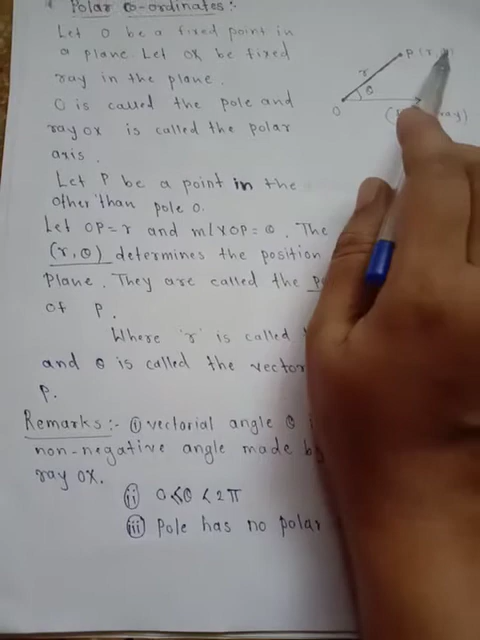 * Polar co-ordinates :-
Let O be a fixed point in
a plane. Let OX be fixed
ray in the plane.
O is called the pole and
ray OX is called the polar
axis.
Let P be a point in the
other than pole O.
Let OP = r and m∠XOP = θ. The
(r, θ) determines the position
Plane. They are called the
of P.
Where 'r' is called
and θ is called the vector
P.
Remarks :- (i) vectorial angle θ
non-negative angle made by
ray OX.
(ii) 0 ≤ θ < 2π
(iii) Pole has no polar
P (r,
r
θ
O
ray)